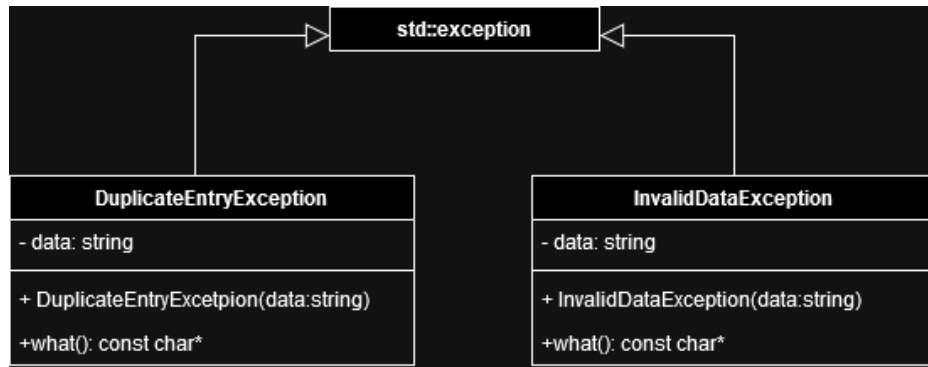 std::exception
DuplicateEntryException
- data: string
+ DuplicateEntryExcetpion(data:string)
+what(): const char*
InvalidDataException
- data: string
+ InvalidDataException(data:string)
+what(): const char*